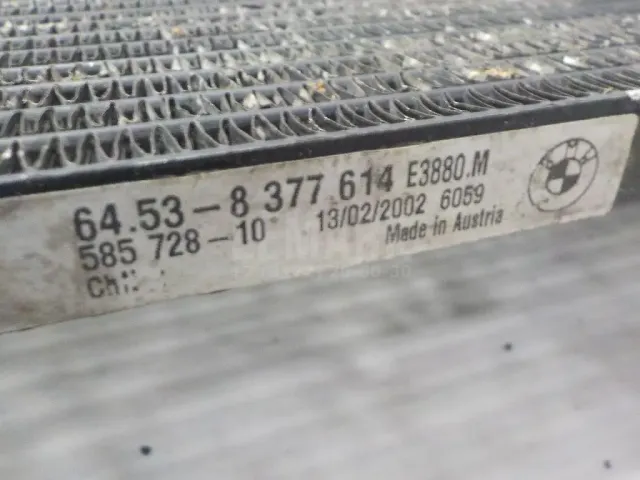 64.53-8 377 614 E3880.M
585 728-10 13/02/2002 6059
Made in Austria